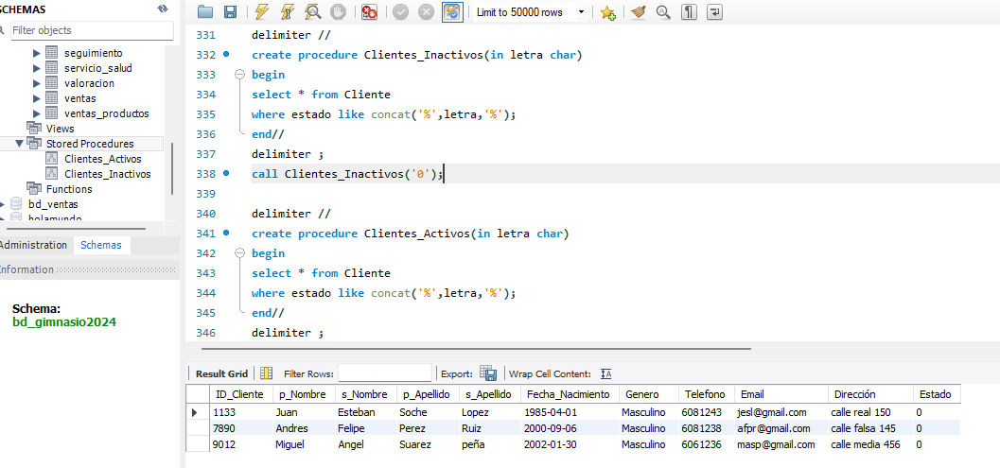 SCHEMAS
Filter objects
seguimiento
servicio_salud
valoracion
ventas
ventas_productos
Views
Stored Procedures
Clientes_Activos
Clientes_Inactivos
Functions
bd_ventas
holamundo
Administration Schemas
Information
Schema:
bd_gimnasio2024
Limit to 50000 rows
331 delimiter //
332 create procedure Clientes_Inactivos(in letra char)
333 begin
334 select * from Cliente
335 where estado like concat('%',letra,'%');
336 end//
337 delimiter ;
338 call Clientes_Inactivos('0');
339
340 delimiter //
341 create procedure Clientes_Activos(in letra char)
342 begin
343 select * from Cliente
344 where estado like concat('%',letra,'%');
345 end//
346 delimiter ;
Result Grid Filter Rows: Export: Wrap Cell Content:
ID_Cliente p_Nombre s_Nombre p_Apellido s_Apellido Fecha_Nacimiento Genero Telefono Email Dirección Estado
1133 Juan Esteban Soche Lopez 1985-04-01 Masculino 6081243 jesl@gmail.com calle real 150 0
7890 Andres Felipe Perez Ruiz 2000-09-06 Masculino 6081238 afpr@gmail.com calle falsa 145 0
9012 Miguel Angel Suarez peña 2002-01-30 Masculino 6061236 masp@gmail.com calle media 456 0